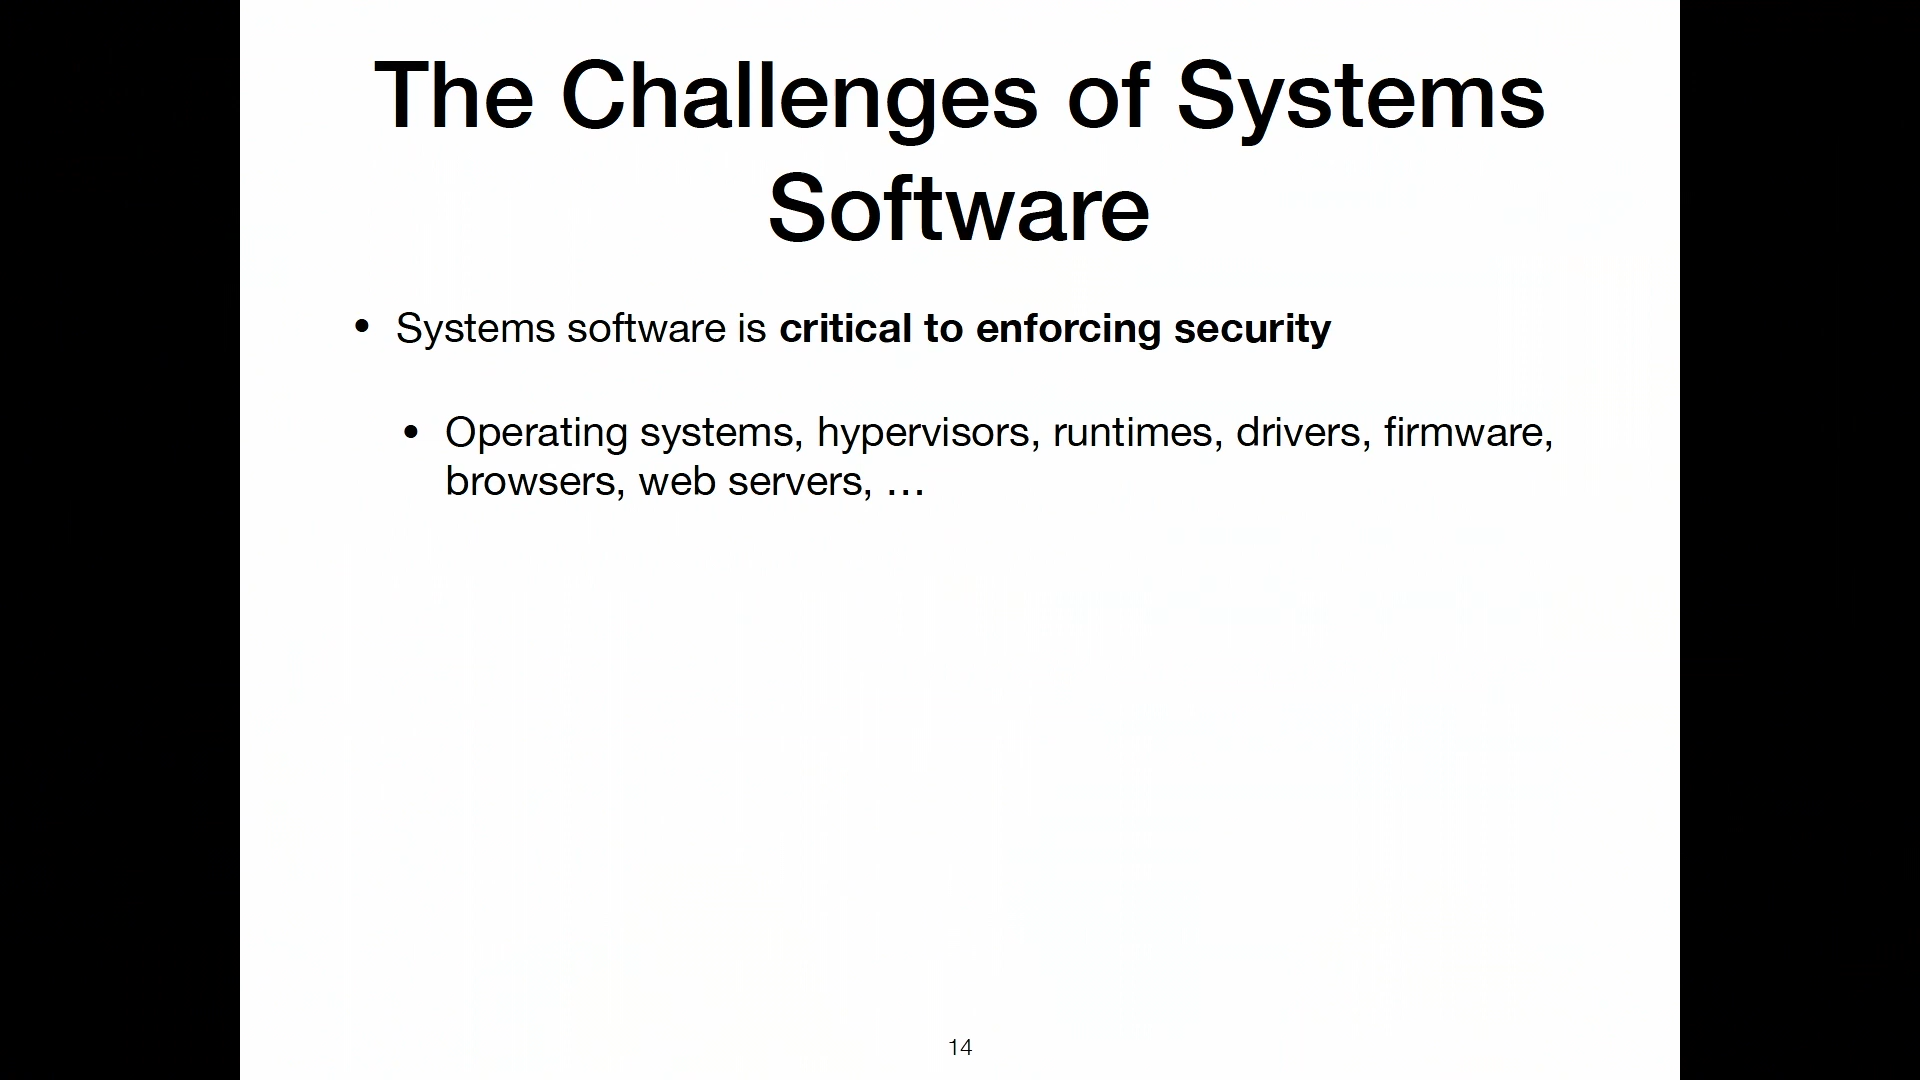 The Challenges of Systems
Software
• Systems software is critical to enforcing security
• Operating systems, hypervisors, runtimes, drivers, firmware,
browsers, web servers, …
14